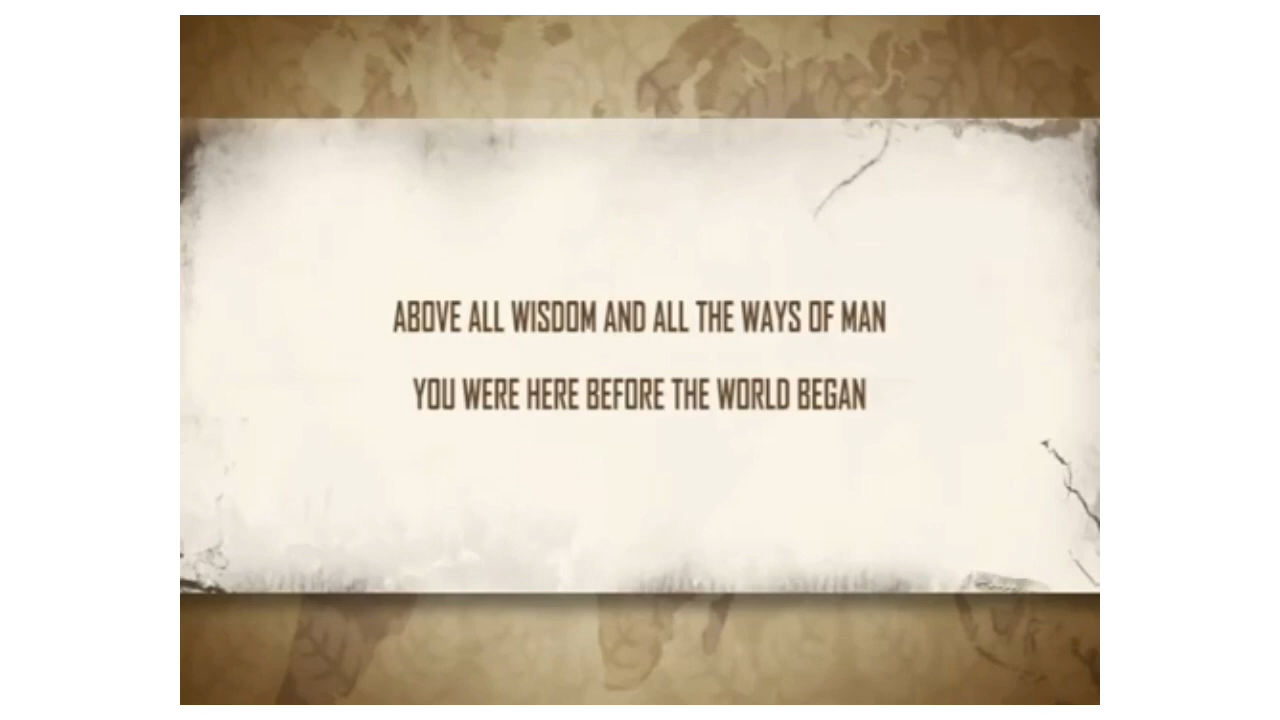 ABOVE ALL WISDOM AND ALL THE WAYS OF MAN
YOU WERE HERE BEFORE THE WORLD BEGAN